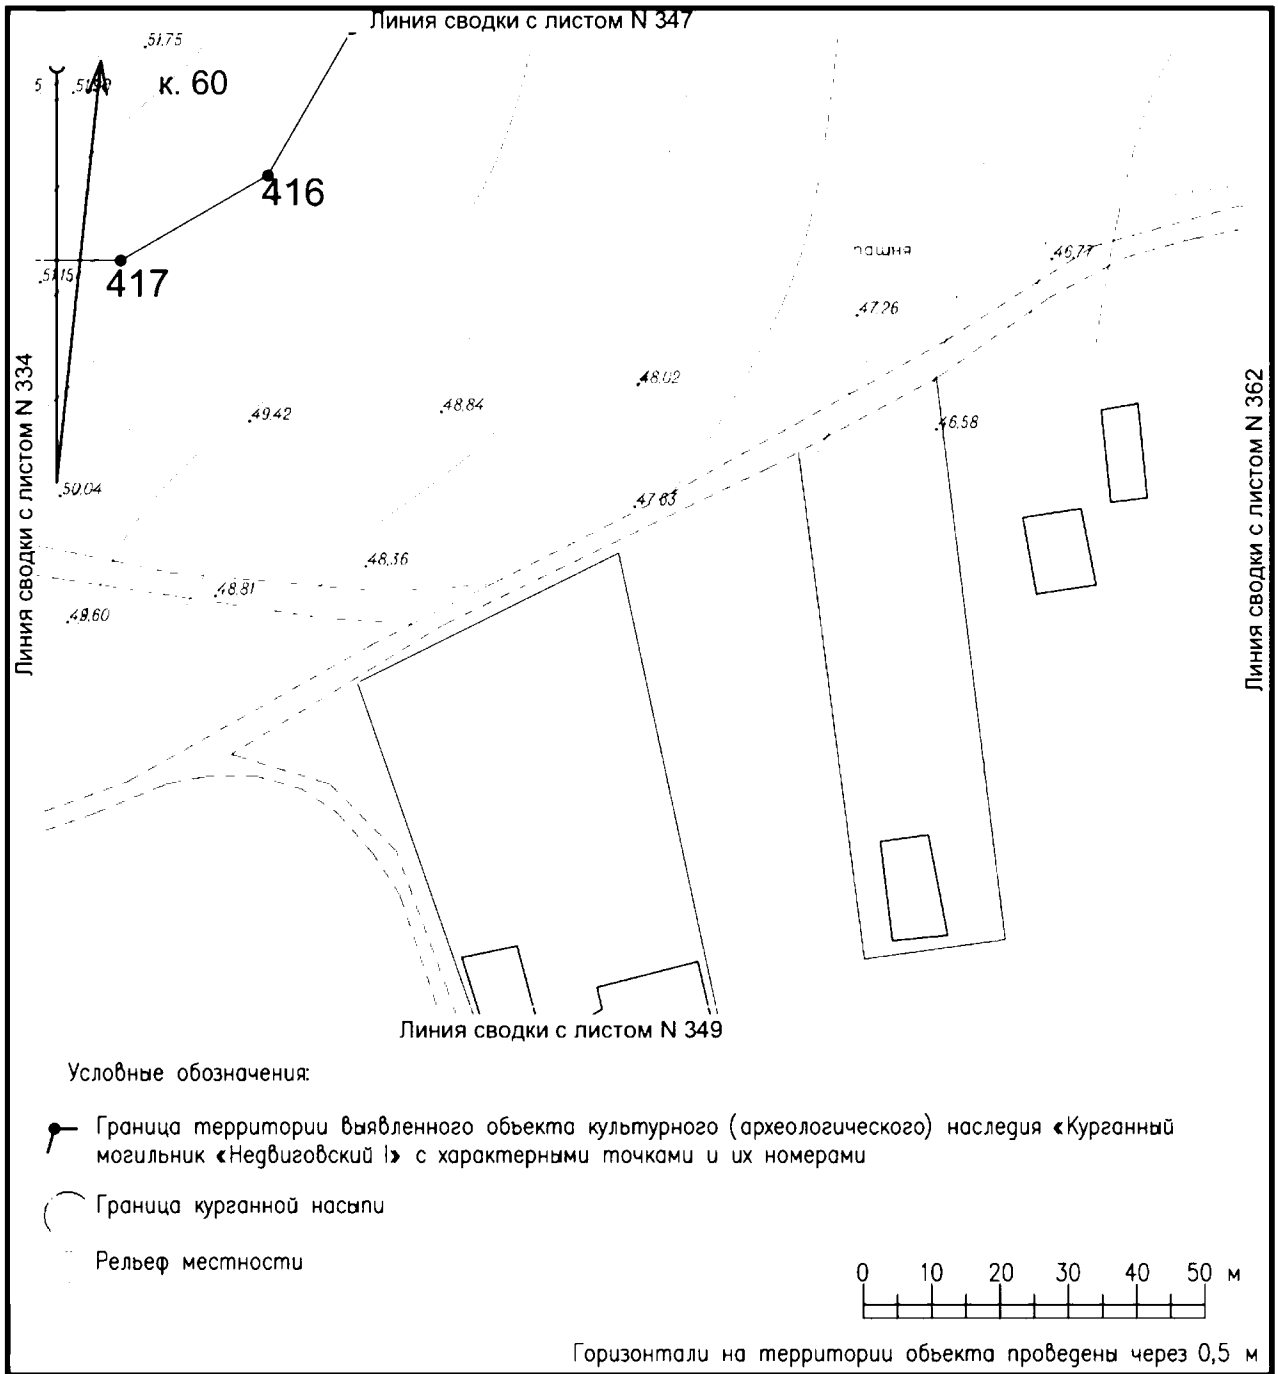 Линия сводки с листом N 347
51,75
5
к. 60
416
417
51,15
пашня
46,77
47,26
Линия сводки с листом N 334
Линия сводки с листом N 362
48,02
48,84
49,42
46,58
50,04
47,63
48,36
48,81
Линия сводки с листом N 349
Условные обозначения:
Граница территории выявленного объекта культурного (археологического) наследия «Курганный
могильник «Недвиговский I» с характерными точками и их номерами
Граница курганной насыпи
Рельеф местности
0 10 20 30 40 50 м
Горизонтали на территории объекта проведены через 0,5 м